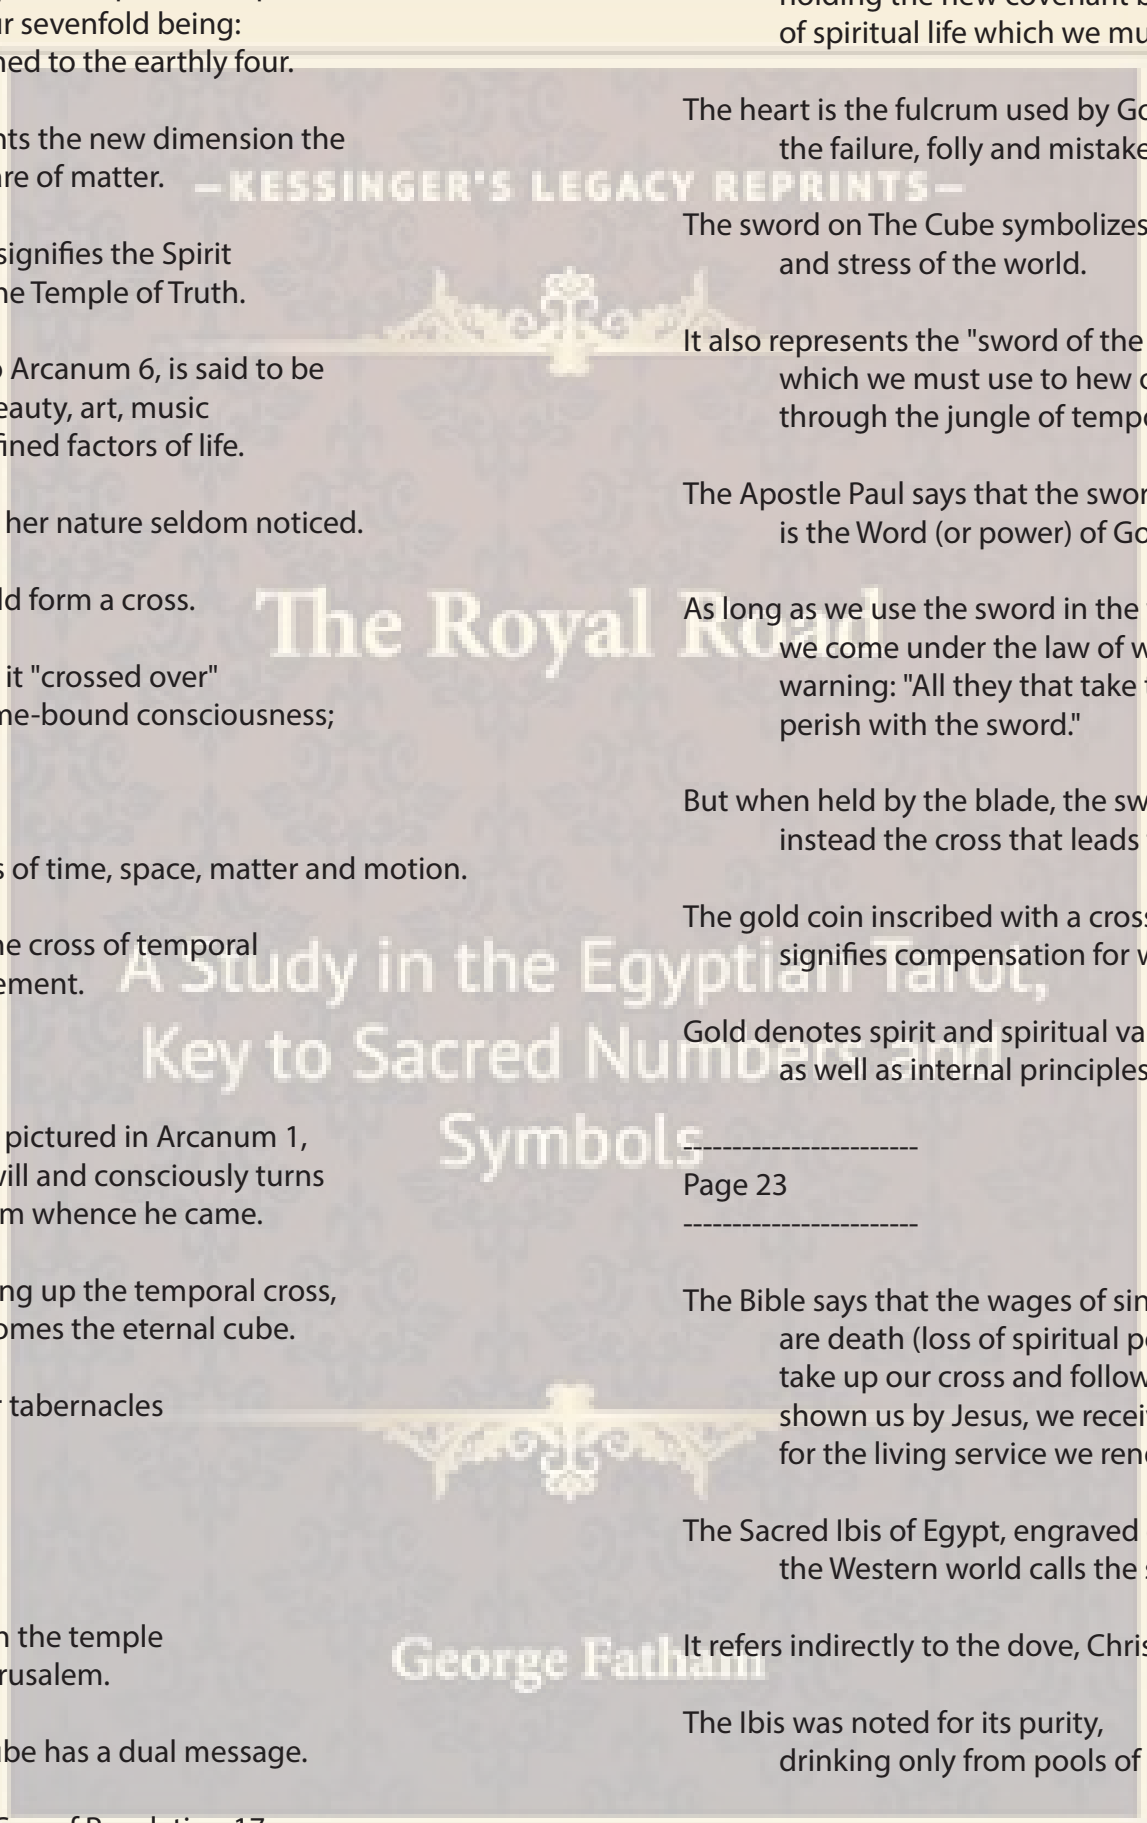 r sevenfold being:
ned to the earthly four.
nts the new dimension the
are of matter.
signifies the Spirit
he Temple of Truth.
o Arcanum 6, is said to be
eauty, art, music
fined factors of life.
her nature seldom noticed.
ld form a cross.
it "crossed over"
me-bound consciousness;
s of time, space, matter and motion.
he cross of temporal
ement.
pictured in Arcanum 1,
will and consciously turns
m whence he came.
ng up the temporal cross,
omes the eternal cube.
r tabernacles
n the temple
rusalem.
be has a dual message.
holding the new covenant b
of spiritual life which we mu
The heart is the fulcrum used by Go
the failure, folly and mistake
The sword on The Cube symbolizes
and stress of the world.
It also represents the "sword of the
which we must use to hew o
through the jungle of tempo
The Apostle Paul says that the swor
is the Word (or power) of Go
As long as we use the sword in the
we come under the law of w
warning: "All they that take t
perish with the sword."
But when held by the blade, the sw
instead the cross that leads
The gold coin inscribed with a cross
signifies compensation for w
Gold denotes spirit and spiritual va
as well as internal principles
------------------------
Page 23
------------------------
The Bible says that the wages of sin
are death (loss of spiritual po
take up our cross and follow
shown us by Jesus, we recei
for the living service we ren
The Sacred Ibis of Egypt, engraved
the Western world calls the s
It refers indirectly to the dove, Chris
The Ibis was noted for its purity,
drinking only from pools of
—KESSINGER'S LEGACY REPRINTS—
The Royal Road
A Study in the Egyptian Tarot,
Key to Sacred Numbers and
Symbols
George Fatham